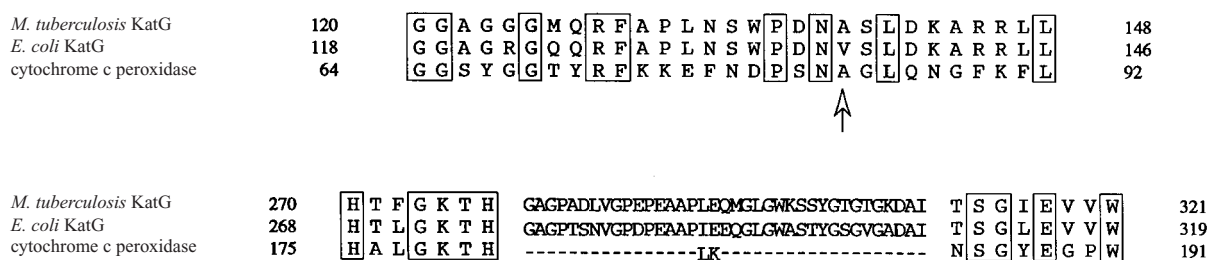 M. tuberculosis KatG 120 G G A G G G M Q R F A P L N S W P D N A S L D K A R R L L 148
E. coli KatG 118 G G A G R G Q Q R F A P L N S W P D N V S L D K A R R L L 146
cytochrome c peroxidase 64 G G S Y G G T Y R F K K E F N D P S N A G L Q N G F K F L 92
M. tuberculosis KatG 270 H T F G K T H GAGPADLVGPEPEAAPLEQMGLGWKSSYGTGTGKDAI T S G I E V V W 321
E. coli KatG 268 H T L G K T H GAGPTSNVGPDPEAAPIEEQGLGWASTYGSGVGADAI T S G L E V V W 319
cytochrome c peroxidase 175 H A L G K T H ----------------LK------------------- N S G Y E G P W 191